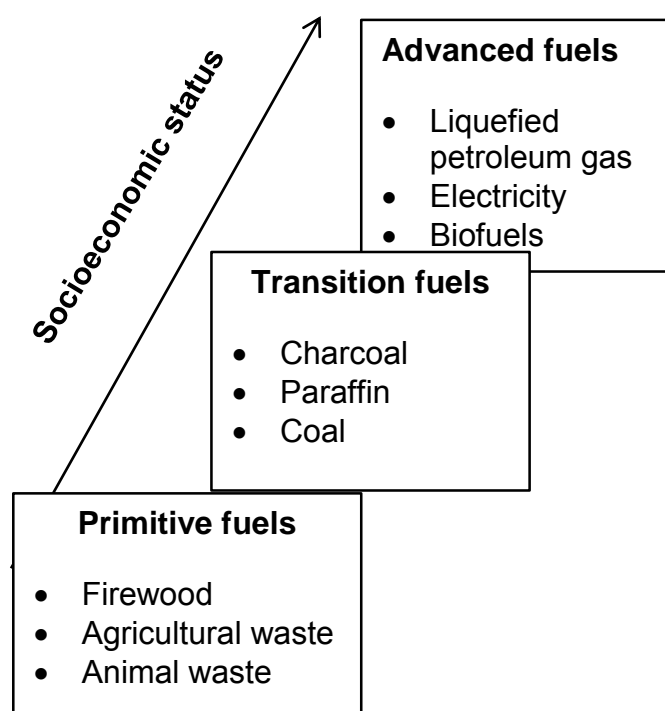 Socioeconomic status
Advanced fuels
• Liquefied
petroleum gas
• Electricity
• Biofuels
Transition fuels
• Charcoal
• Paraffin
• Coal
Primitive fuels
• Firewood
• Agricultural waste
• Animal waste